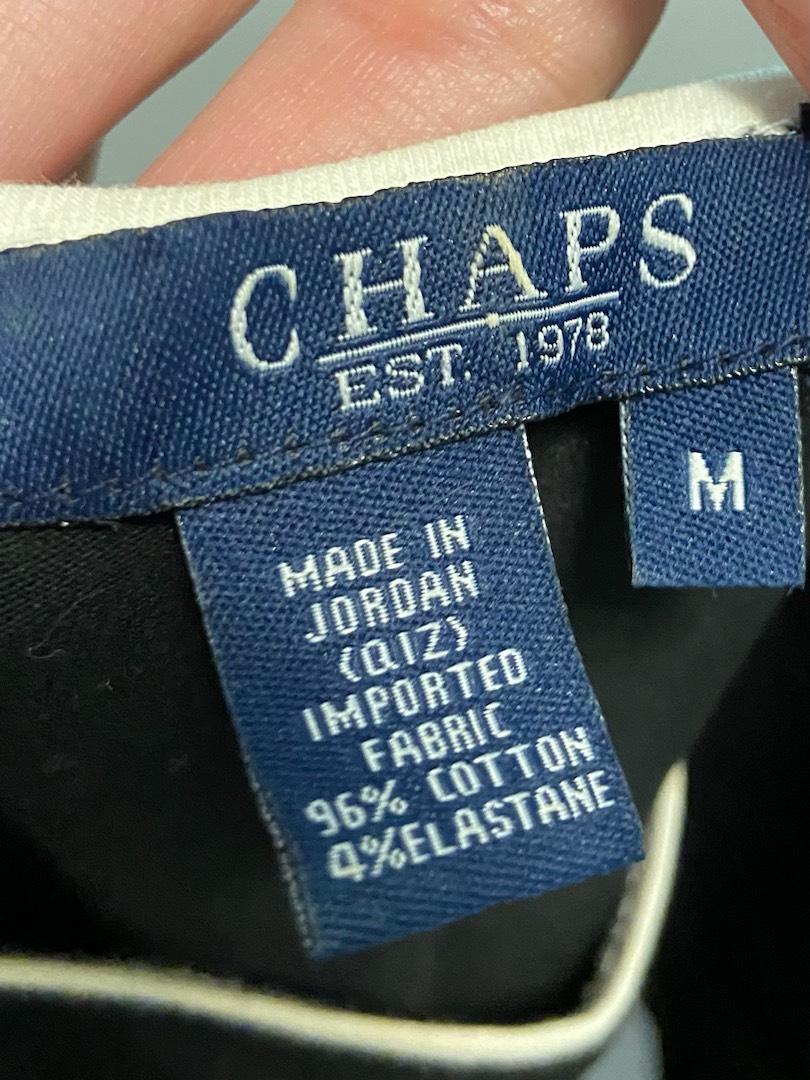 CHAPS
EST. 1978
M
MADE IN
JORDAN
(QIZ)
IMPORTED
FABRIC
96% COTTON
4%ELASTANE